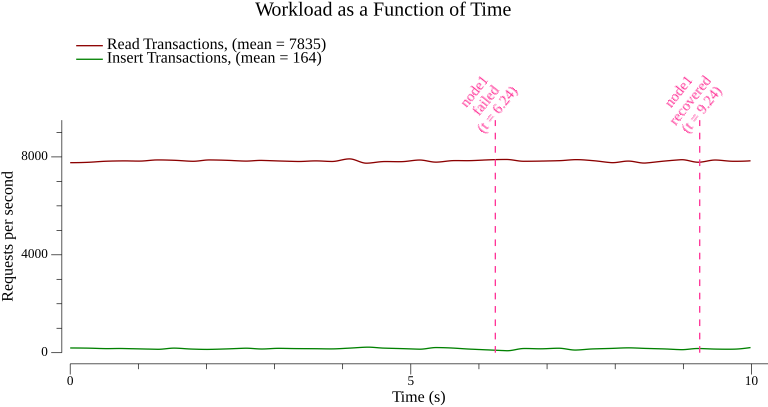 Workload as a Function of Time
Read Transactions, (mean = 7835)
Insert Transactions, (mean = 164)
node1
failed
(t = 6.24)
node1
recovered
(t = 9.24)
Requests per second
8000
4000
0
0
5
10
Time (s)